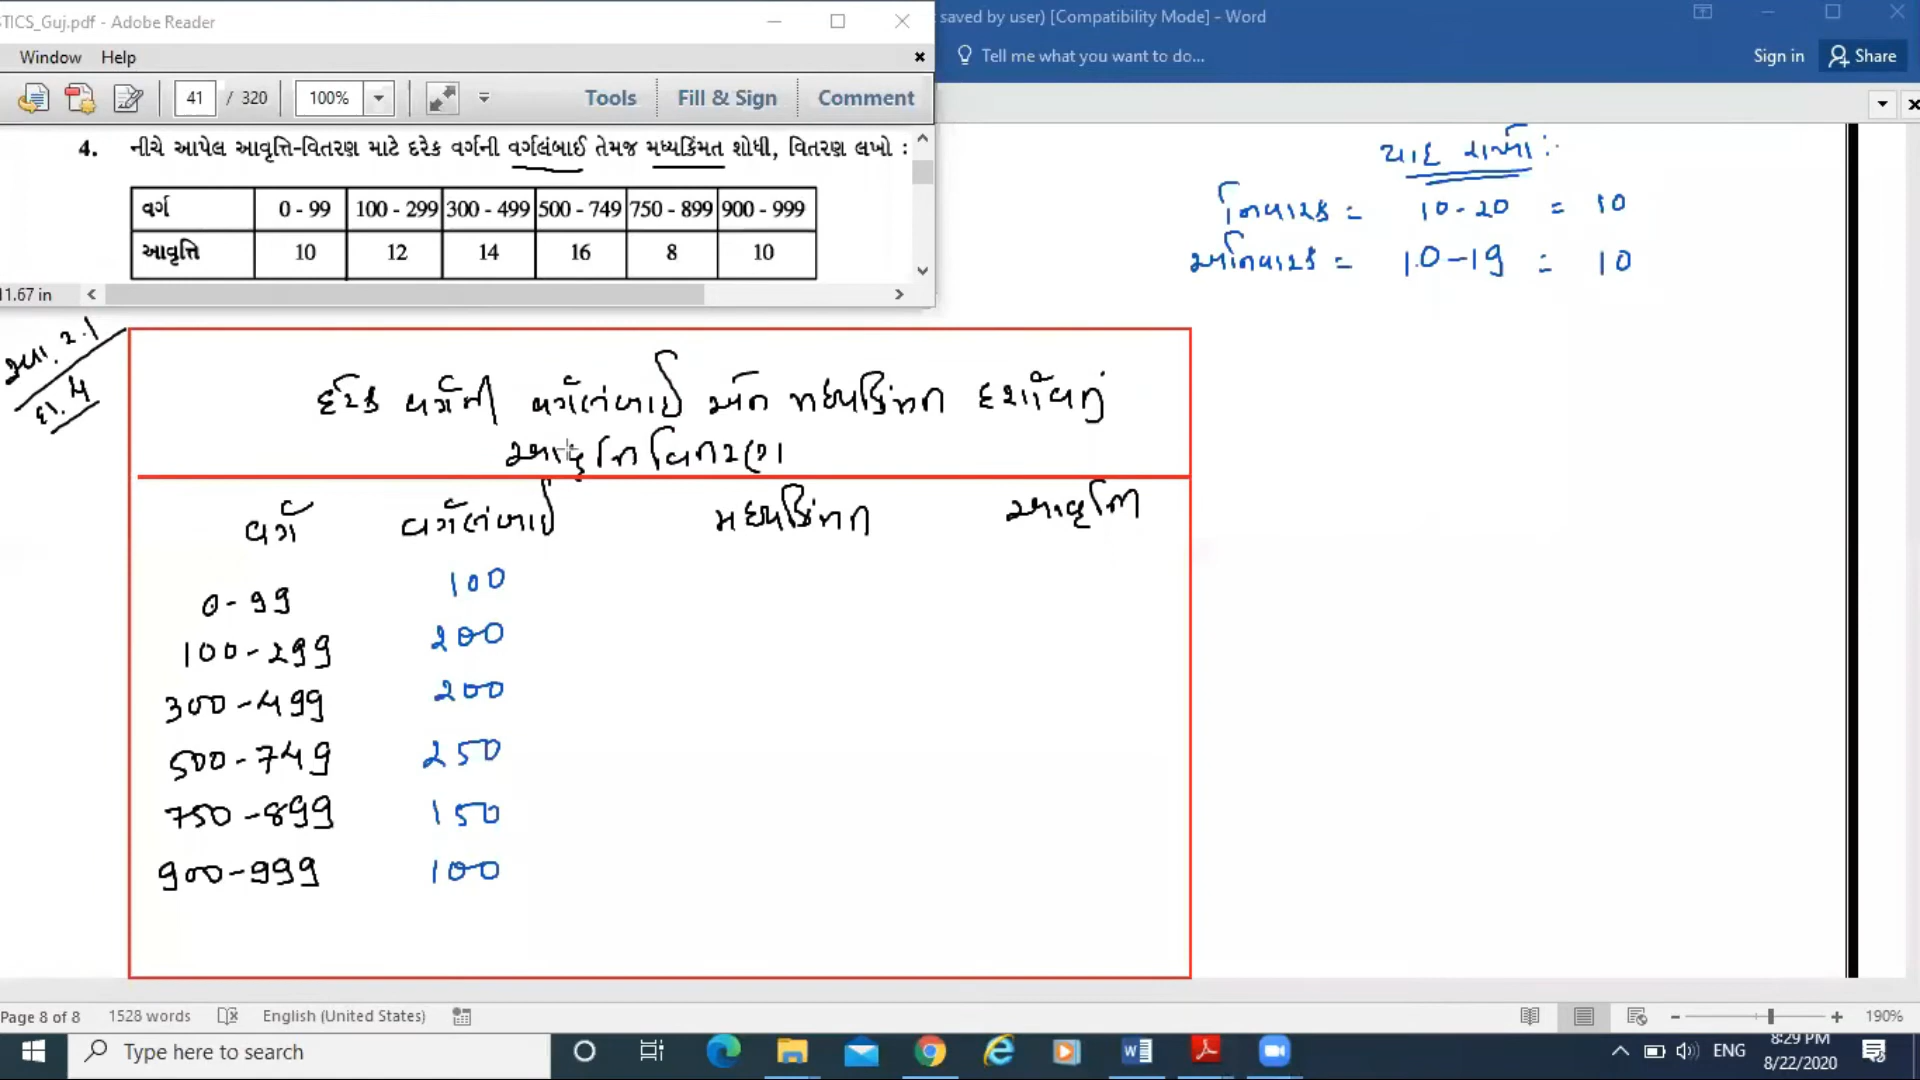 STICS_Guj.pdf - Adobe Reader
saved by user) [Compatibility Mode] - Word
Window Help
Tell me what you want to do...
Sign in Share
41 / 320 100% Tools Fill & Sign Comment
4. નીચે આપેલ આવૃત્તિ-વિતરણ માટે દરેક વર્ગની વર્ગલંબાઈ તેમજ મધ્યકિંમત શોધી, વિતરણ લખો :
વર્ગ 0 - 99 100 - 299 300 - 499 500 - 749 750 - 899 900 - 999
આવૃત્તિ 10 12 14 16 8 10
11.67 in
યાદ રાખો :
નિવારક = 10-20 = 10
અનિવારક = 10-19 = 10
સ્વા. 2.1
દા. 4
દરેક વર્ગની વર્ગલંબાઈ અને મધ્યકિંમત દર્શાવતું
આવૃત્તિ વિતરણ
વર્ગ વર્ગલંબાઈ મધ્યકિંમત આવૃત્તિ
0-99 100
100-299 200
300-499 200
500-749 250
750-899 150
900-999 100
Page 8 of 8 1528 words English (United States) 190%
Type here to search
ENG
8:29 PM
8/22/2020